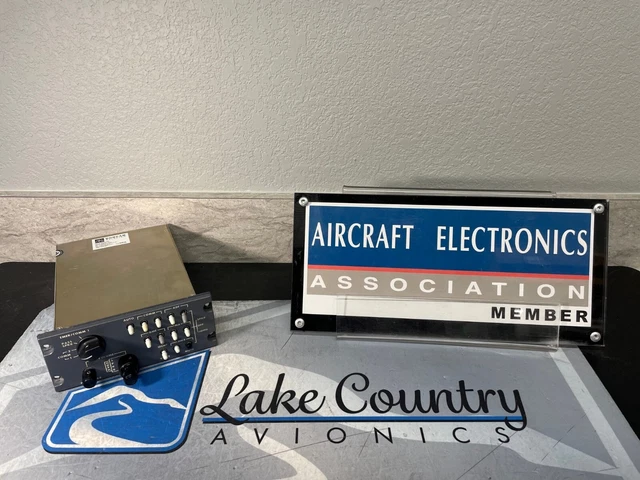 AIRCRAFT ELECTRONICS
ASSOCIATION
MEMBER
Lake Country
AVIONICS